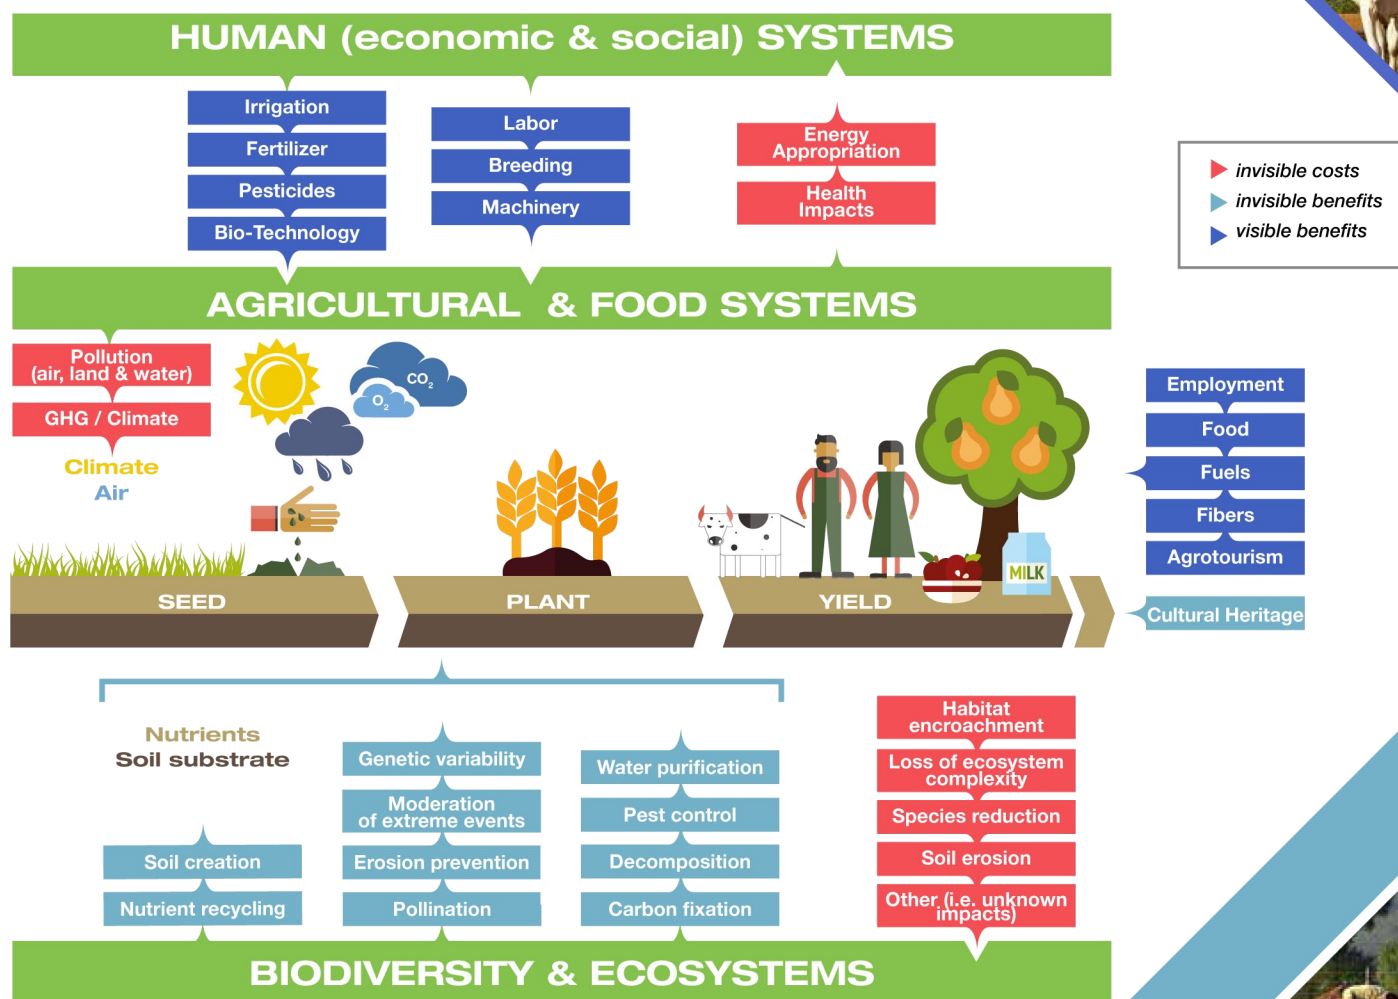 HUMAN (economic & social) SYSTEMS
Irrigation
Fertilizer
Pesticides
Bio-Technology
Labor
Breeding
Machinery
Energy
Appropriation
Health
Impacts
invisible costs
invisible benefits
visible benefits
AGRICULTURAL & FOOD SYSTEMS
Pollution
(air, land & water)
GHG / Climate
Climate
Air
CO2
O2
Employment
Food
Fuels
Fibers
Agrotourism
Cultural Heritage
MILK
SEED
PLANT
YIELD
Nutrients
Soil substrate
Soil creation
Nutrient recycling
Genetic variability
Moderation
of extreme events
Erosion prevention
Pollination
Water purification
Pest control
Decomposition
Carbon fixation
Habitat
encroachment
Loss of ecosystem
complexity
Species reduction
Soil erosion
Other (i.e. unknown
impacts)
BIODIVERSITY & ECOSYSTEMS